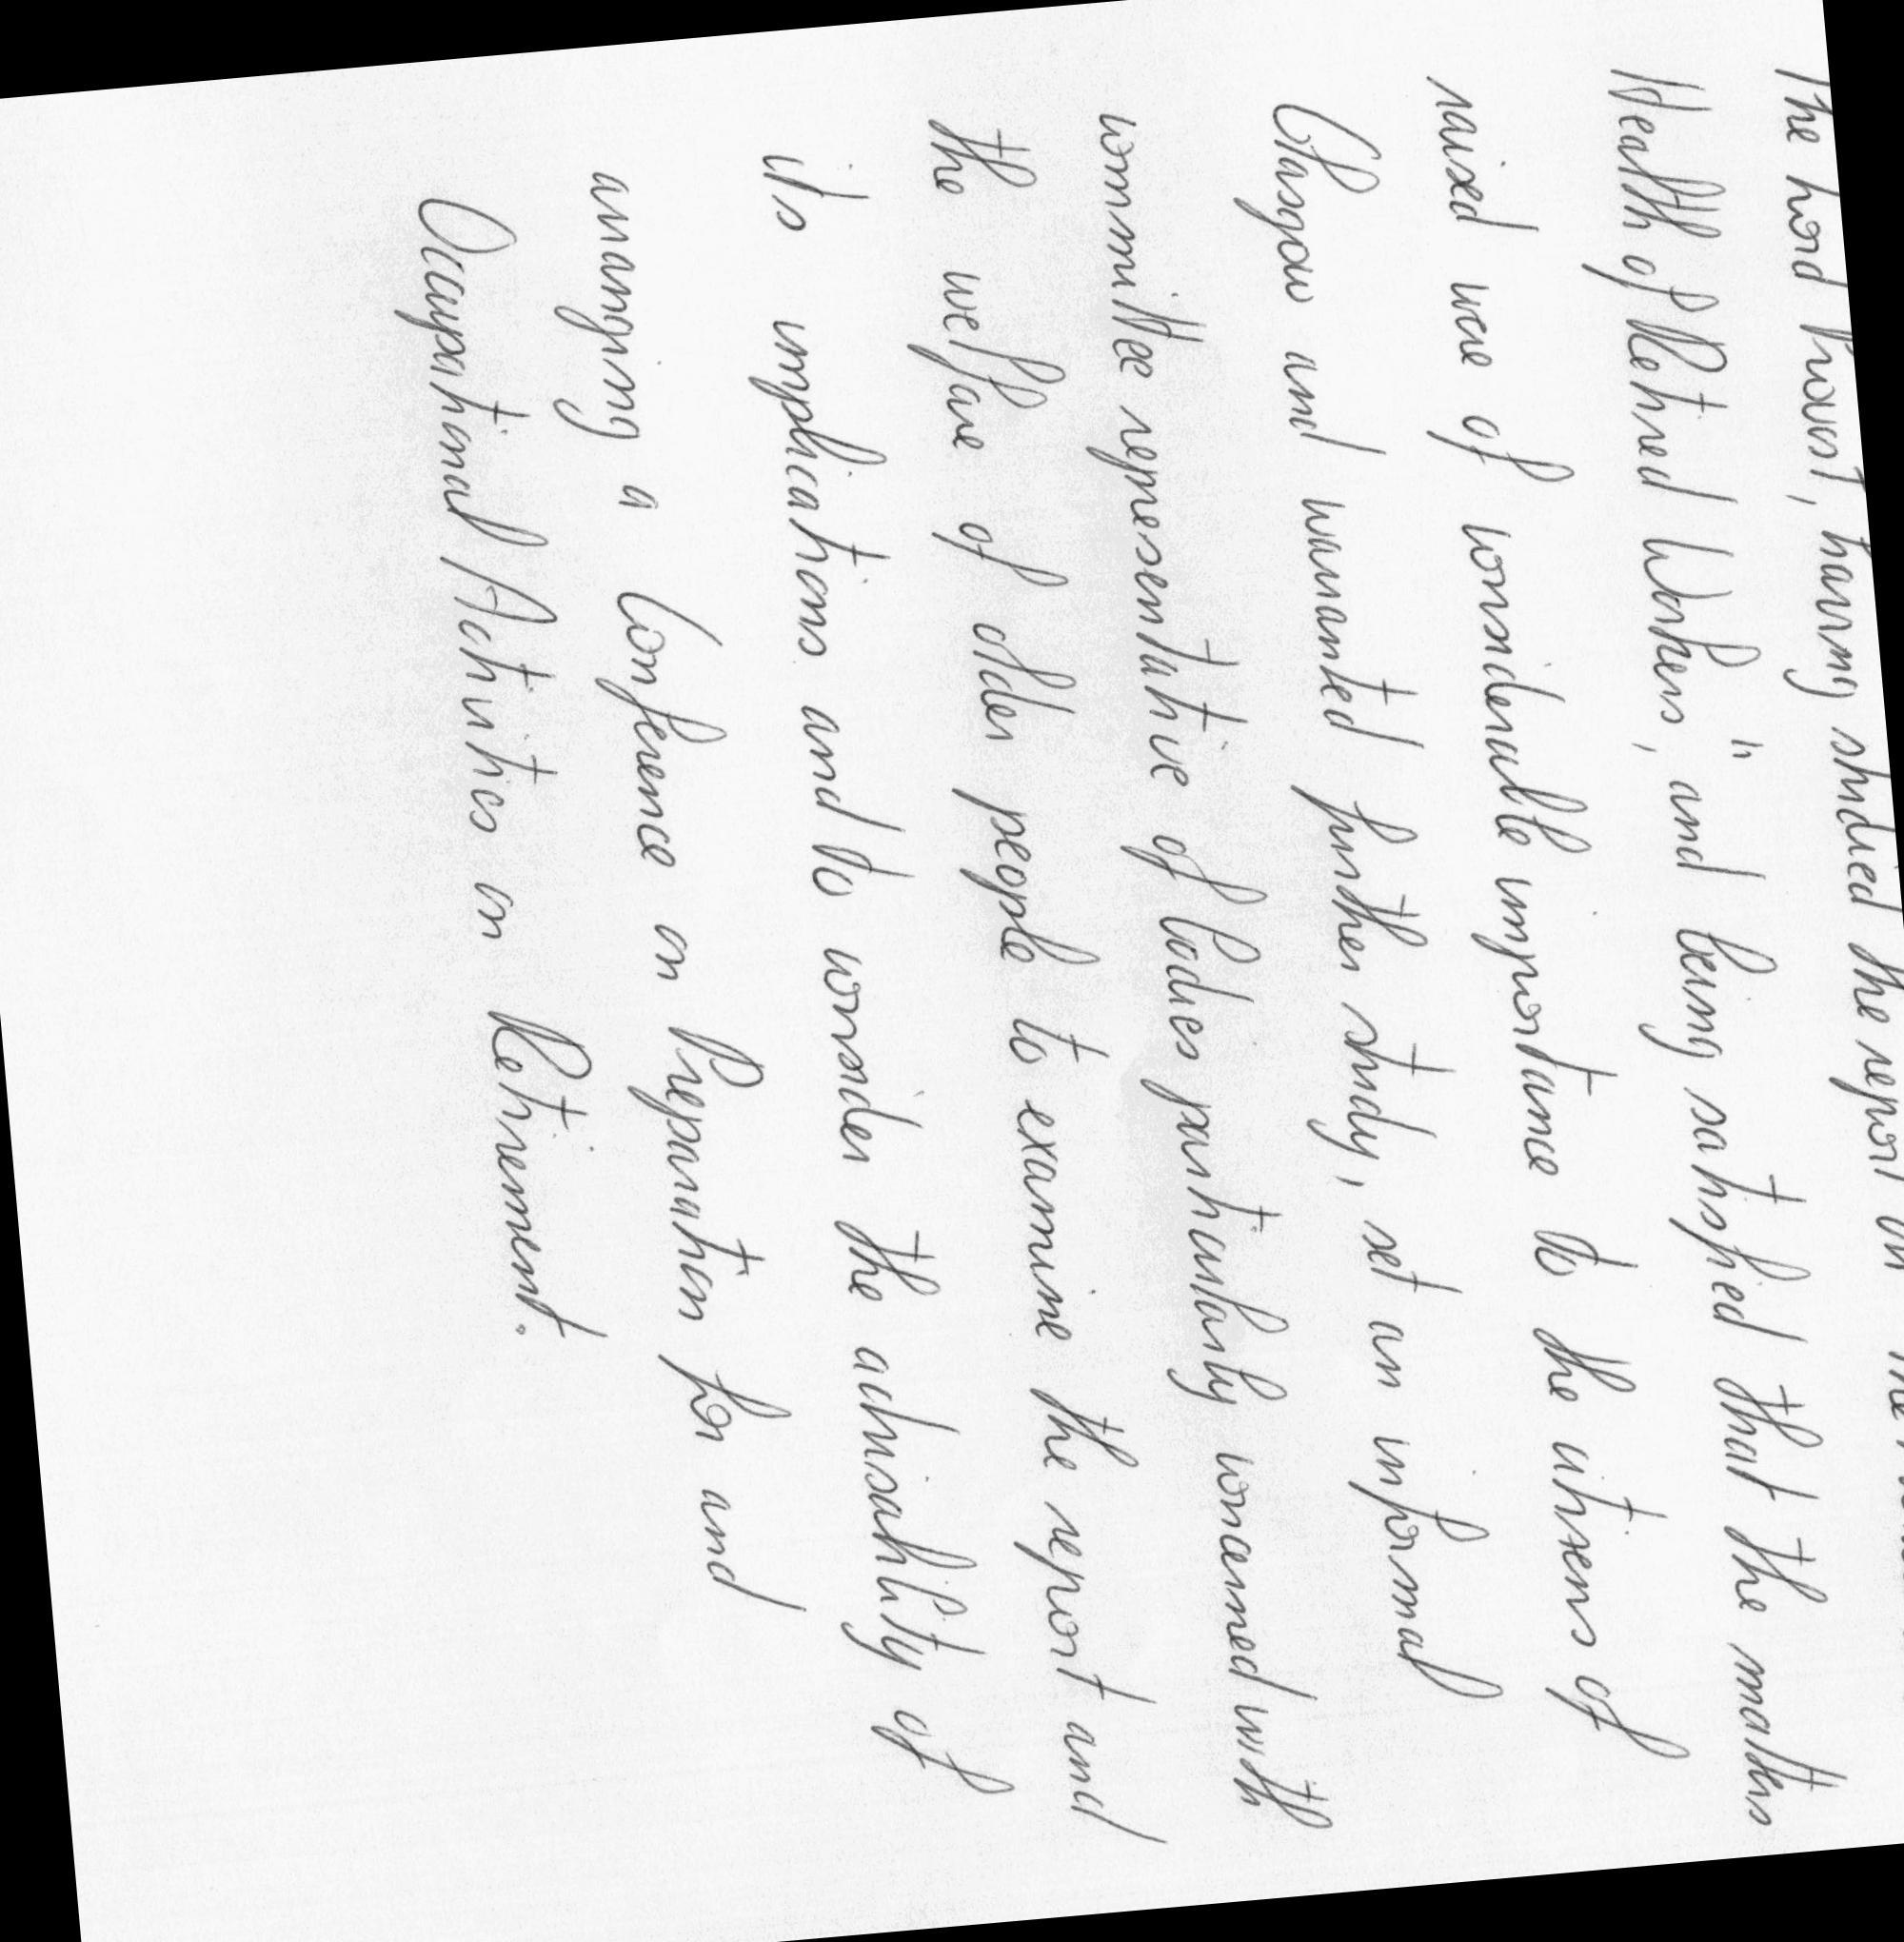 The Lord Provost, having studied the report on the
Health of Retired Workers," and being satisfied that the matters
raised were of considerable importance to the citizens of
Glasgow and warranted further study, set an informal
committee representative of bodies particularly concerned with
the welfare of older people to examine the report and
its implications and to consider the advisability of
arranging a Conference on Preparation for and
Occupational Activities on Retirement.